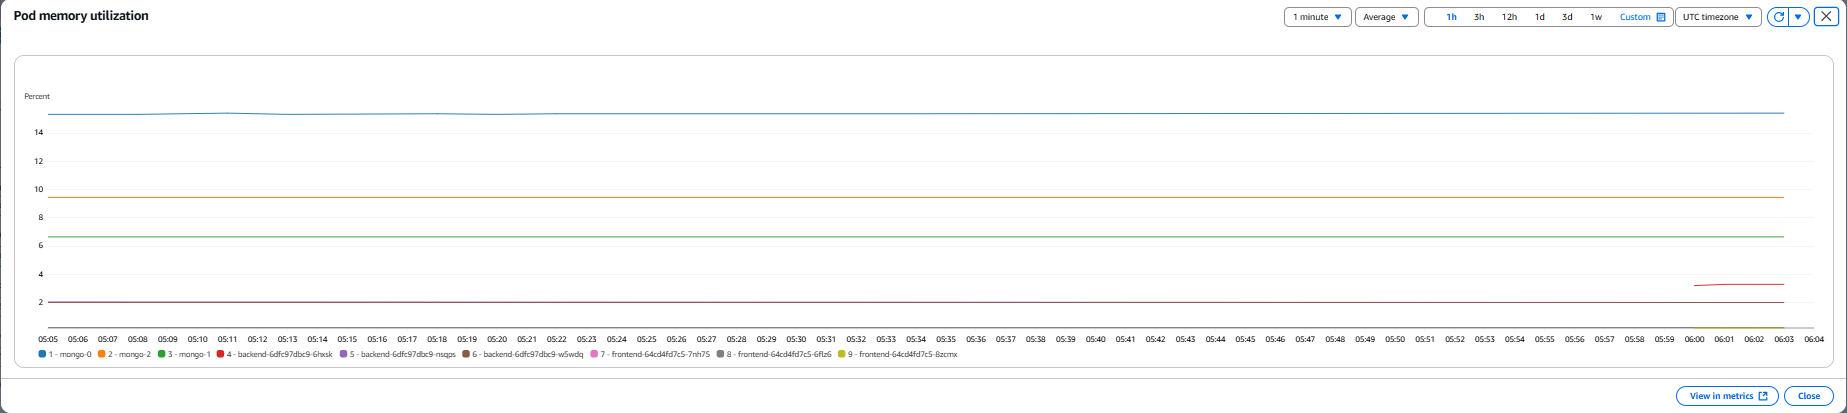 Pod memory utilization
1 minute Average 1h 3h 12h 1d 3d 1w Custom UTC timezone
Percent
14
12
10
8
6
4
2
05:05 05:06 05:07 05:08 05:09 05:10 05:11 05:12 05:13 05:14 05:15 05:16 05:17 05:18 05:19 05:20 05:21 05:22 05:23 05:24 05:25 05:26 05:27 05:28 05:29 05:30 05:31 05:32 05:33 05:34 05:35 05:36 05:37 05:38 05:39 05:40 05:41 05:42 05:43 05:44 05:45 05:46 05:47 05:48 05:49 05:50 05:51 05:52 05:53 05:54 05:55 05:56 05:57 05:58 05:59 06:00 06:01 06:02 06:03 06:04
1 - mongo-0 2 - mongo-2 3 - mongo-1 4 - backend-6dfc97dbc9-6hxsk 5 - backend-6dfc97dbc9-nsqps 6 - backend-6dfc97dbc9-w5wdq 7 - frontend-64cd4fd7c5-7nh75 8 - frontend-64cd4fd7c5-6flz6 9 - frontend-64cd4fd7c5-8zcmx
View in metrics Close